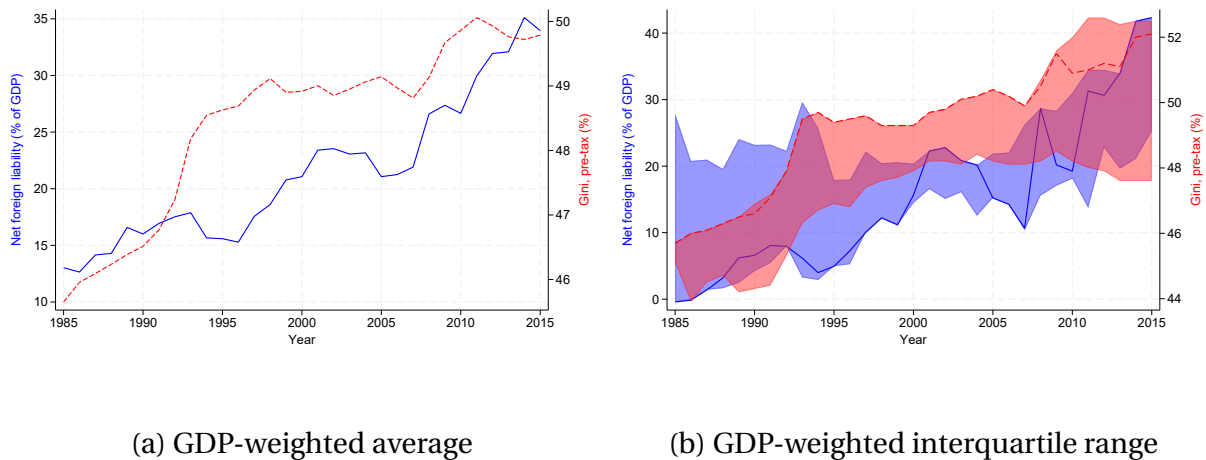 35
30
25
20
15
10
Net foreign liability (% of GDP)
50
49
48
47
46
Gini, pre-tax (%)
1985 1990 1995 2000 2005 2010 2015
Year
40
30
20
10
0
Net foreign liability (% of GDP)
52
50
48
46
44
Gini, pre-tax (%)
1985 1990 1995 2000 2005 2010 2015
Year
(a) GDP-weighted average
(b) GDP-weighted interquartile range